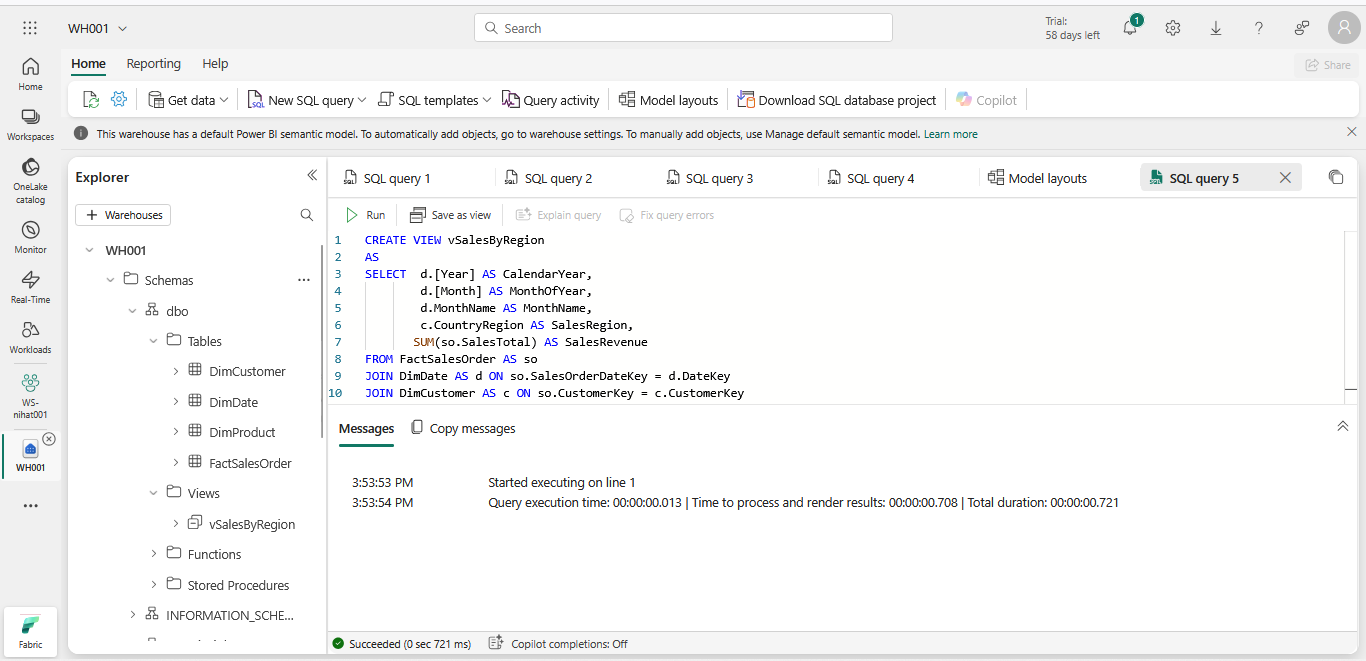 WH001
Search
Trial:
58 days left
1
Home
Reporting
Help
Share
Get data
New SQL query
SQL templates
Query activity
Model layouts
Download SQL database project
Copilot
This warehouse has a default Power BI semantic model. To automatically add objects, go to warehouse settings. To manually add objects, use Manage default semantic model. Learn more
Home
Workspaces
OneLake
catalog
Monitor
Real-Time
Workloads
WS-
nihat001
WH001
Fabric
Explorer
+ Warehouses
WH001
Schemas
dbo
Tables
DimCustomer
DimDate
DimProduct
FactSalesOrder
Views
vSalesByRegion
Functions
Stored Procedures
INFORMATION_SCHE...
SQL query 1
SQL query 2
SQL query 3
SQL query 4
Model layouts
SQL query 5
Run
Save as view
Explain query
Fix query errors
1 CREATE VIEW vSalesByRegion
2 AS
3 SELECT d.[Year] AS CalendarYear,
4 d.[Month] AS MonthOfYear,
5 d.MonthName AS MonthName,
6 c.CountryRegion AS SalesRegion,
7 SUM(so.SalesTotal) AS SalesRevenue
8 FROM FactSalesOrder AS so
9 JOIN DimDate AS d ON so.SalesOrderDateKey = d.DateKey
10 JOIN DimCustomer AS c ON so.CustomerKey = c.CustomerKey
Messages
Copy messages
3:53:53 PM Started executing on line 1
3:53:54 PM Query execution time: 00:00:00.013 | Time to process and render results: 00:00:00.708 | Total duration: 00:00:00.721
Succeeded (0 sec 721 ms)
Copilot completions: Off